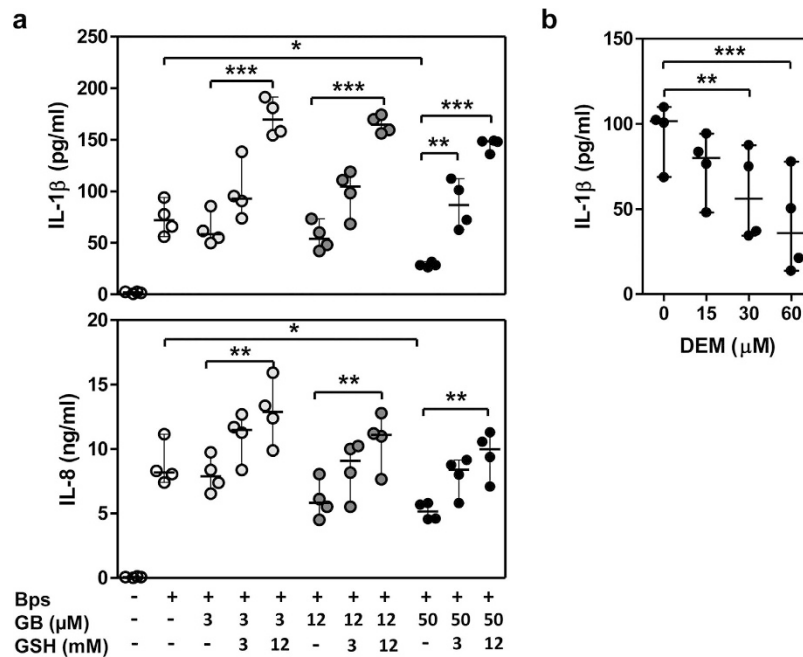 a
250
200
150
100
50
0
IL-1β (pg/ml)
*
***
***
***
**
20
15
10
5
0
IL-8 (ng/ml)
*
**
**
**
Bps - + + + + + + + + + +
GB (μM) - - 3 3 3 12 12 12 50 50 50
GSH (mM) - - - 3 12 - 3 12 - 3 12
b
150
100
50
0
IL-1β (pg/ml)
***
**
0 15 30 60
DEM (μM)